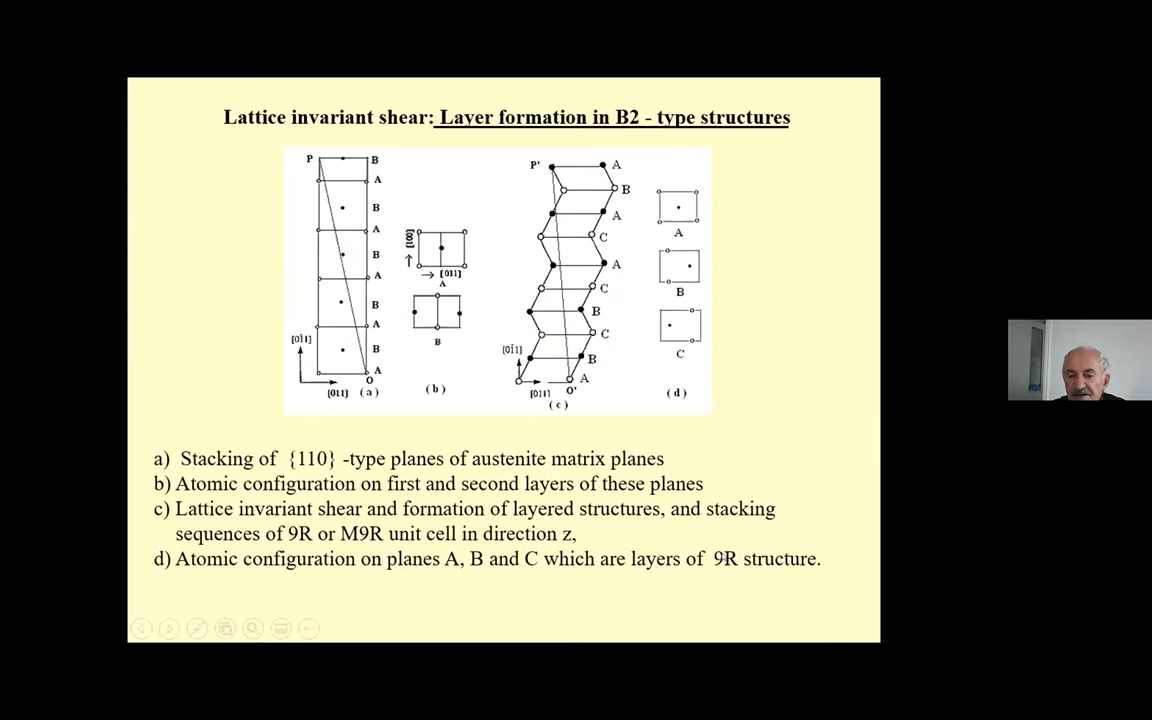 Lattice invariant shear: Layer formation in B2 - type structures
P
B
A
B
A
B
A
B
A
B
A
O
[01̄1]
[011]
(a)
[100]
[011]
A
B
(b)
P'
A
B
A
C
A
C
B
C
B
A
O'
[01̄1]
[011]
(c)
A
B
C
(d)
a) Stacking of {110} -type planes of austenite matrix planes
b) Atomic configuration on first and second layers of these planes
c) Lattice invariant shear and formation of layered structures, and stacking
sequences of 9R or M9R unit cell in direction z,
d) Atomic configuration on planes A, B and C which are layers of 9R structure.